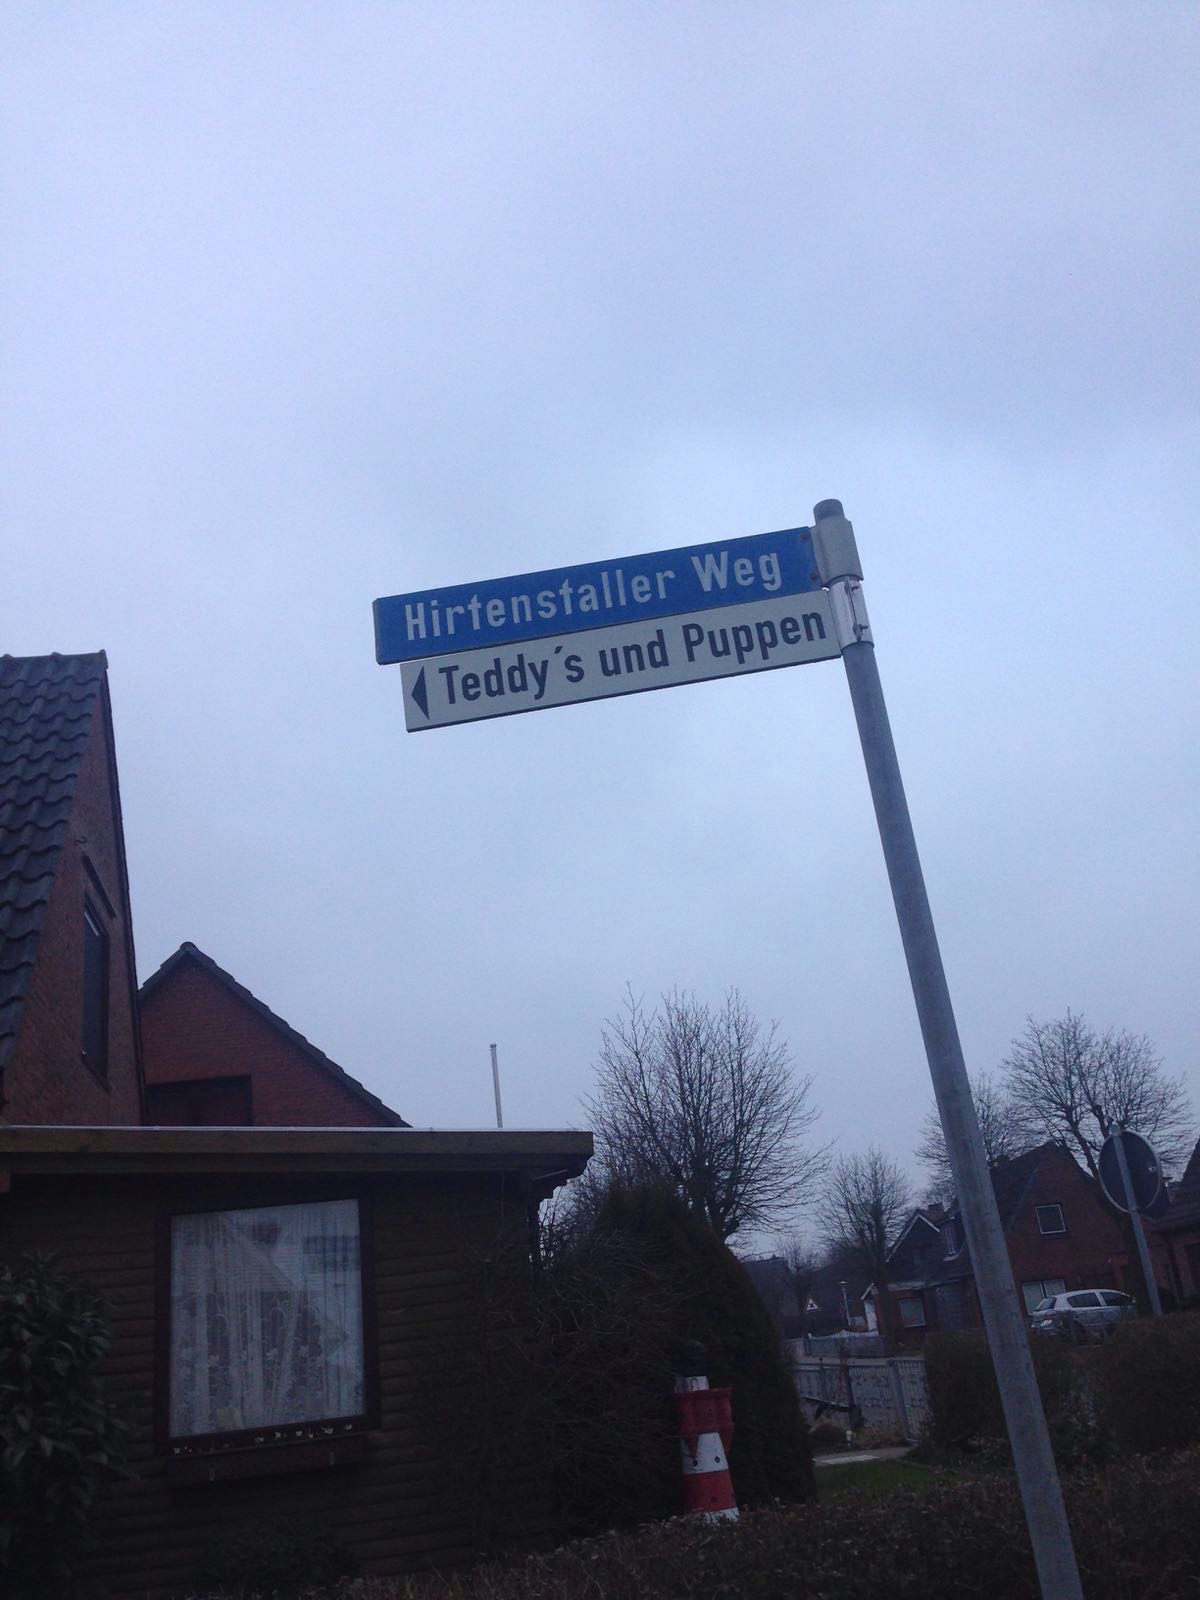 Hirtenstaller Weg
Teddy´s und Puppen